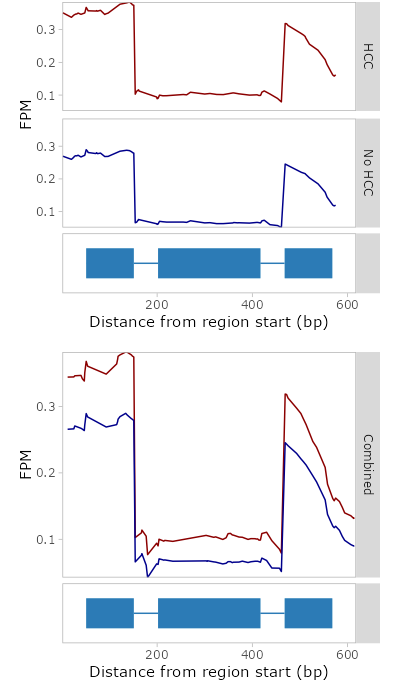 0.3
0.2
0.1
HCC
FPM
0.3
0.2
0.1
No HCC
200
400
600
Distance from region start (bp)
0.3
0.2
0.1
FPM
Combined
200
400
600
Distance from region start (bp)